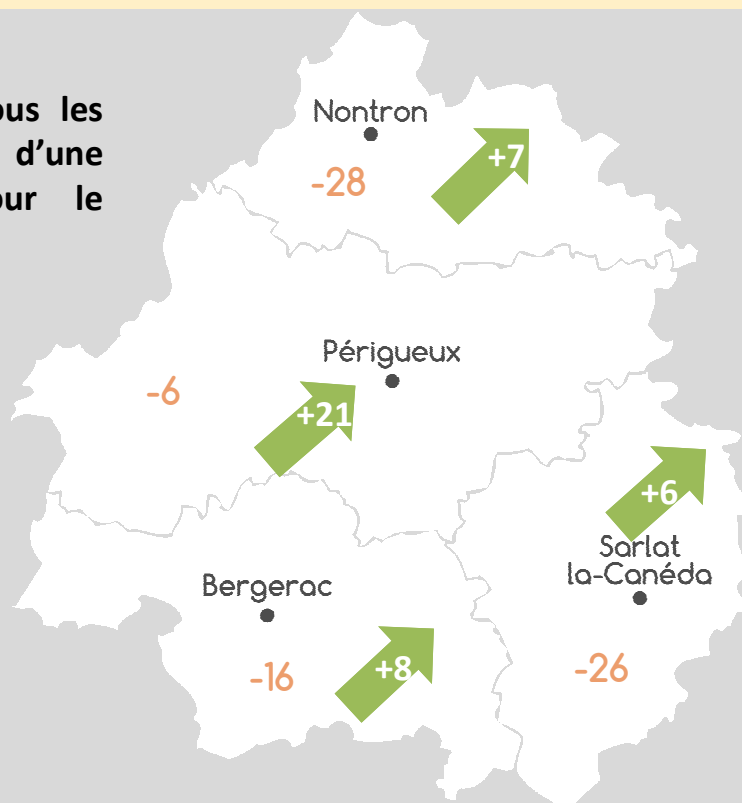 ous les
d'une
our le
Nontron
-28
+7
Périgueux
-6
+21
+6
Sarlat
la-Canéda
Bergerac
-16
+8
-26